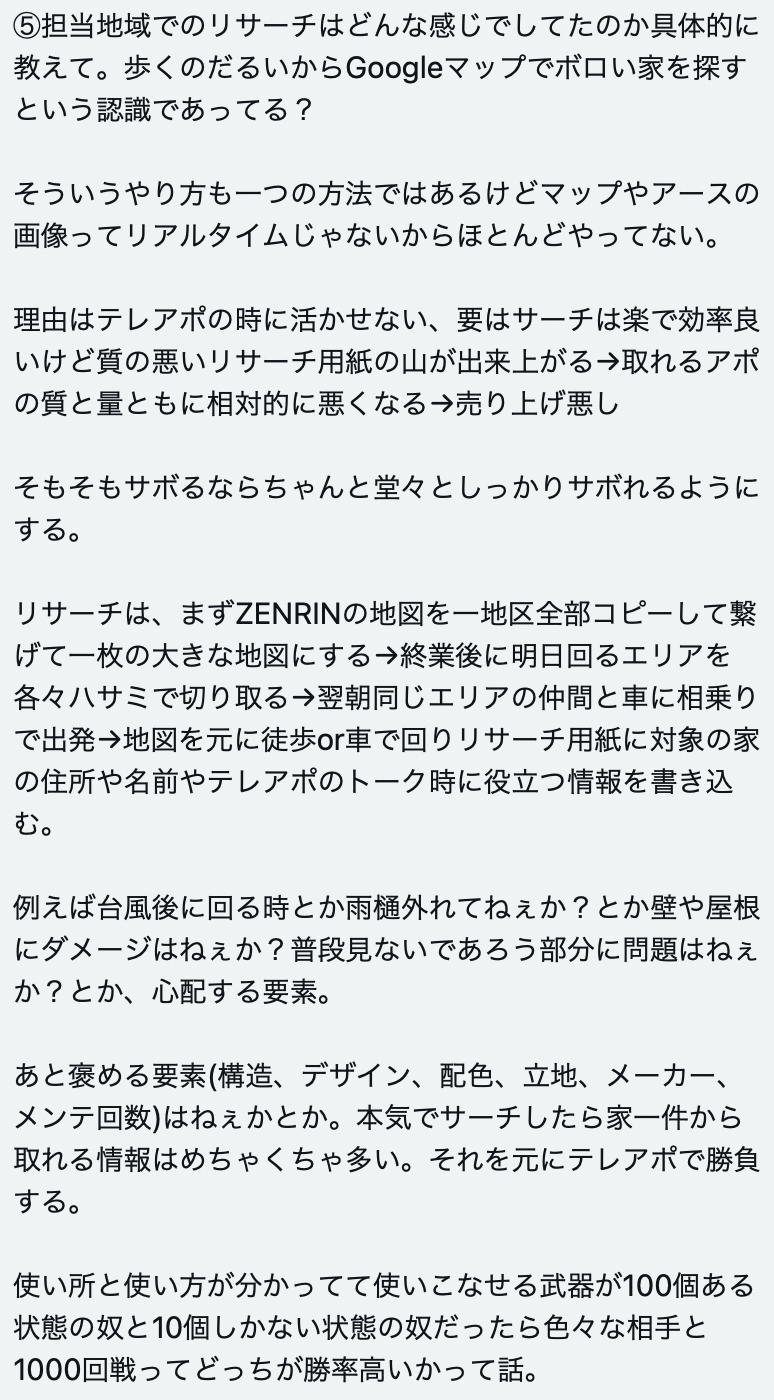 ⑤担当地域でのリサーチはどんな感じでしてたのか具体的に
教えて。歩くのだるいからGoogleマップでボロい家を探す
という認識であってる？
そういうやり方も一つの方法ではあるけどマップやアースの
画像ってリアルタイムじゃないからほとんどやってない。
理由はテレアポの時に活かせない、要はサーチは楽で効率良
いけど質の悪いリサーチ用紙の山が出来上がる→取れるアポ
の質と量ともに相対的に悪くなる→売り上げ悪し
そもそもサボるならちゃんと堂々としっかりサボれるように
する。
リサーチは、まずZENRINの地図を一地区全部コピーして繋
げて一枚の大きな地図にする→終業後に明日回るエリアを
各々ハサミで切り取る→翌朝同じエリアの仲間と車に相乗り
で出発→地図を元に徒歩or車で回りリサーチ用紙に対象の家
の住所や名前やテレアポのトーク時に役立つ情報を書き込
む。
例えば台風後に回る時とか雨樋外れてねぇか？とか壁や屋根
にダメージはねぇか？普段見ないであろう部分に問題はねぇ
か？とか、心配する要素。
あと褒める要素(構造、デザイン、配色、立地、メーカー、
メンテ回数)はねぇかとか。本気でサーチしたら家一件から
取れる情報はめちゃくちゃ多い。それを元にテレアポで勝負
する。
使い所と使い方が分かってて使いこなせる武器が100個ある
状態の奴と10個しかない状態の奴だったら色々な相手と
1000回戦ってどっちが勝率高いかって話。